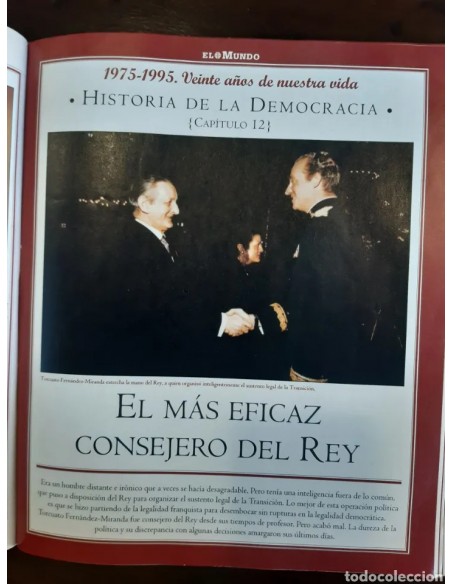 EL MUNDO
1975-1995. Veinte años de nuestra vida
· HISTORIA DE LA DEMOCRACIA ·
{CAPÍTULO 12}
Torcuato Fernández-Miranda estrecha la mano del Rey, a quien organizó inteligentemente el sustento legal de la Transición.
EL MÁS EFICAZ
CONSEJERO DEL REY
Era un hombre distante e irónico que a veces se hacía desagradable. Pero tenía una inteligencia fuera de lo común,
que puso a disposición del Rey para organizar el sustento legal de la Transición. Lo mejor de esta operación política
es que se hizo partiendo de la legalidad franquista para desembocar sin rupturas en la legalidad democrática.
Torcuato Fernández-Miranda fue consejero del Rey desde sus tiempos de profesor. Pero acabó mal. La dureza de la
política y su discrepancia con algunas decisiones amargaron sus últimos días.
todocoleccion